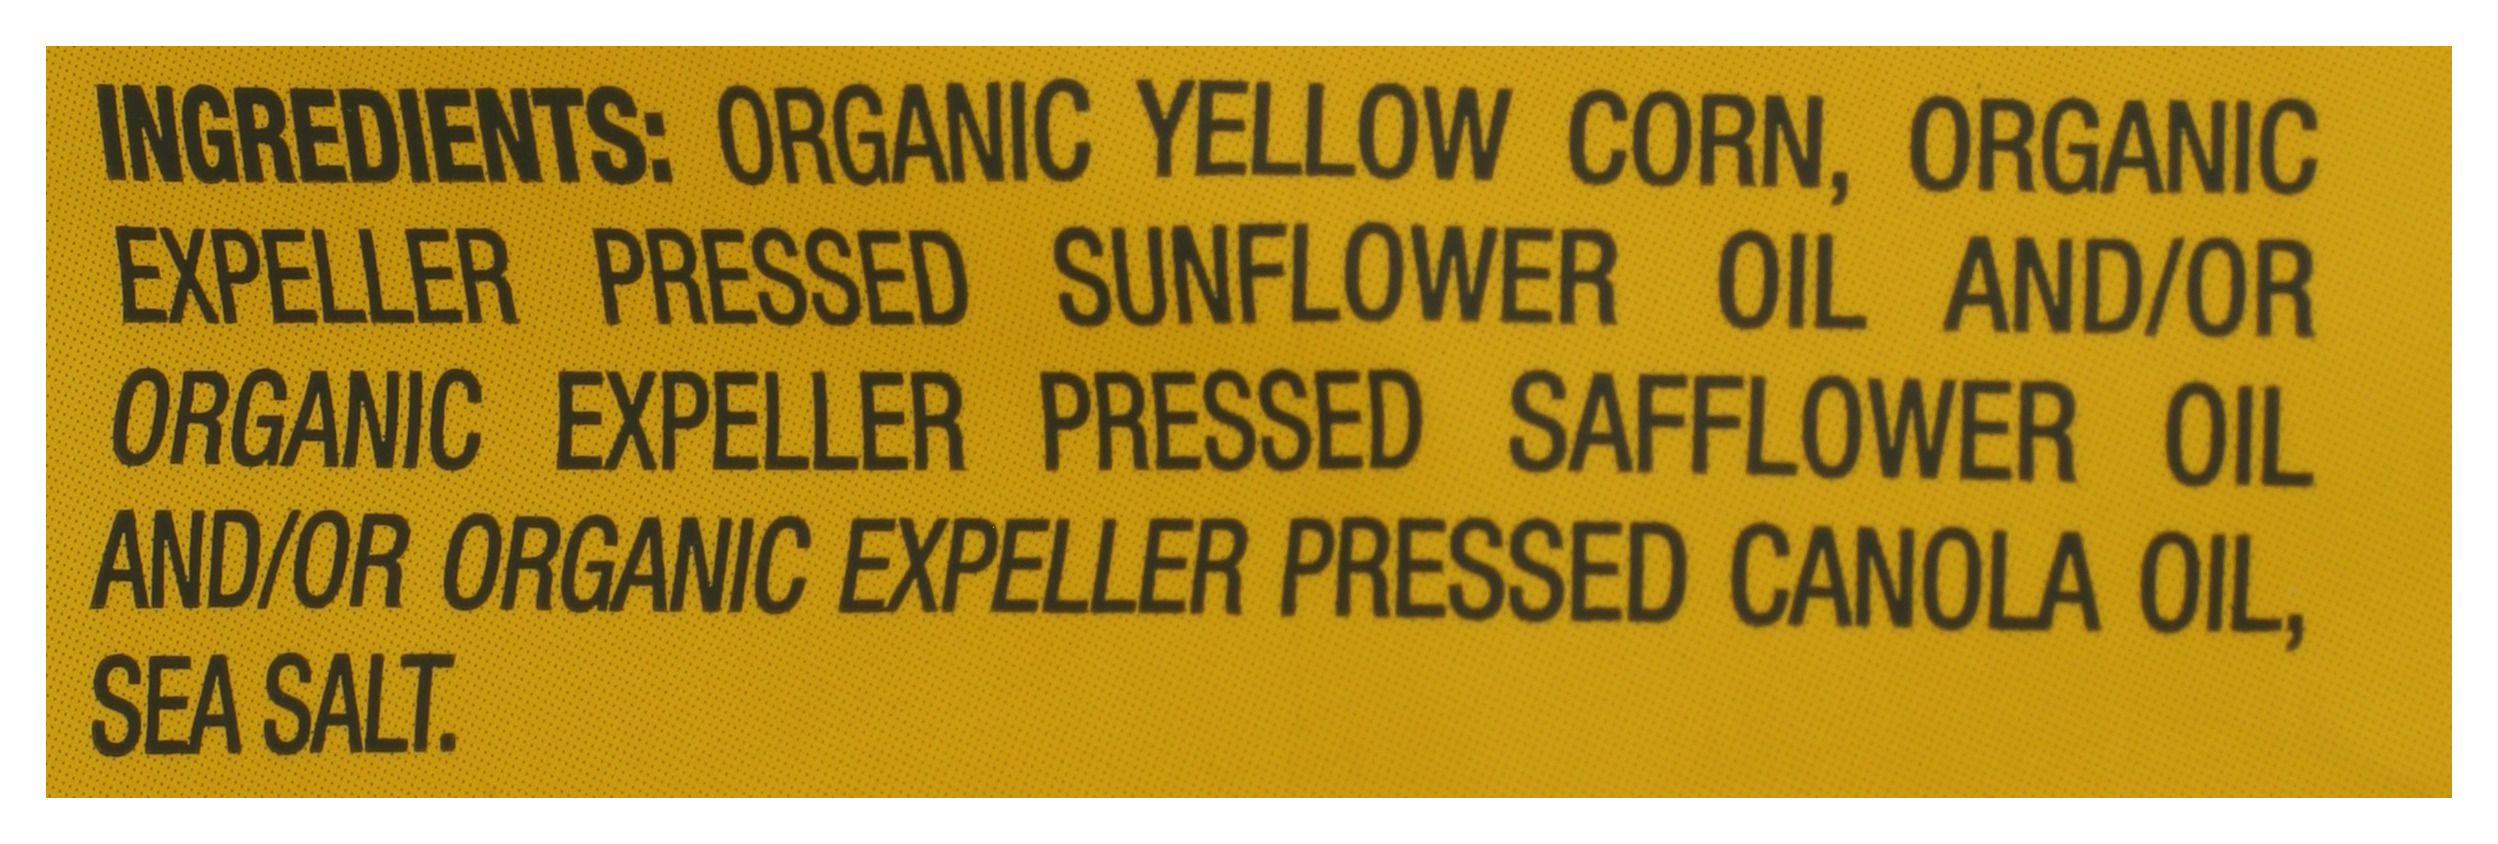 INGREDIENTS: ORGANIC YELLOW CORN, ORGANIC
EXPELLER PRESSED SUNFLOWER OIL AND/OR
ORGANIC EXPELLER PRESSED SAFFLOWER OIL
AND/OR ORGANIC EXPELLER PRESSED CANOLA OIL,
SEA SALT.